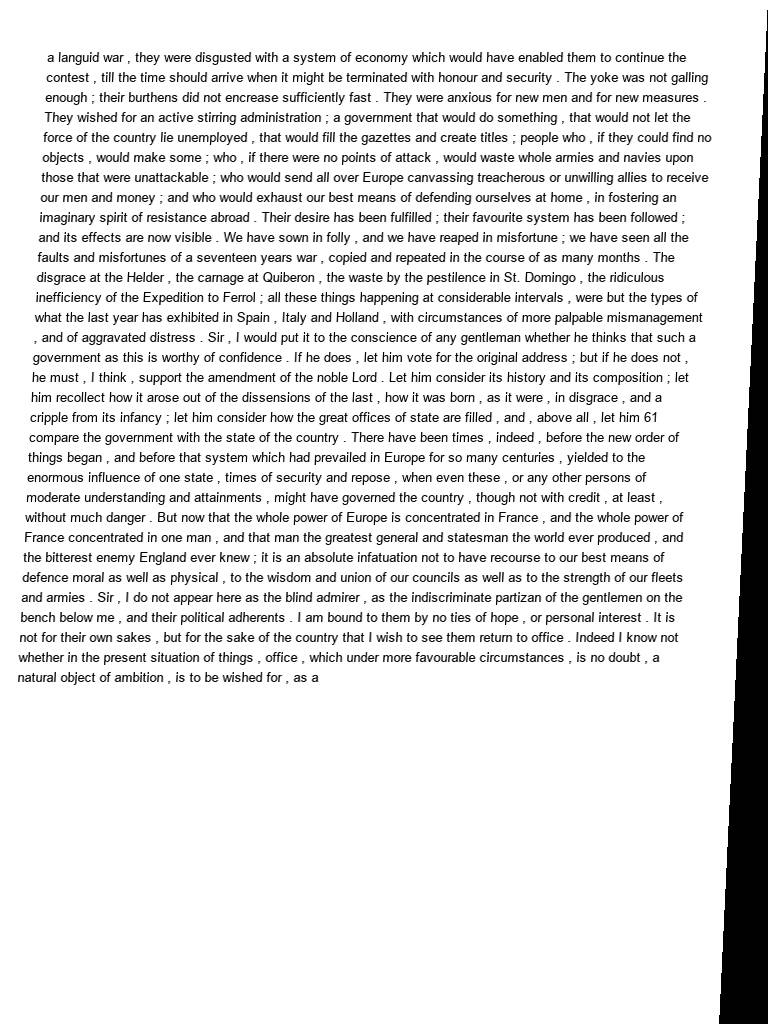 a languid war , they were disgusted with a system of economy which would have enabled them to continue the
contest , till the time should arrive when it might be terminated with honour and security . The yoke was not galling
enough ; their burthens did not encrease sufficiently fast . They were anxious for new men and for new measures .
They wished for an active stirring administration ; a government that would do something , that would not let the
force of the country lie unemployed , that would fill the gazettes and create titles ; people who , if they could find no
objects , would make some ; who , if there were no points of attack , would waste whole armies and navies upon
those that were unattackable ; who would send all over Europe canvassing treacherous or unwilling allies to receive
our men and money ; and who would exhaust our best means of defending ourselves at home , in fostering an
imaginary spirit of resistance abroad . Their desire has been fulfilled ; their favourite system has been followed ;
and its effects are now visible . We have sown in folly , and we have reaped in misfortune ; we have seen all the
faults and misfortunes of a seventeen years war , copied and repeated in the course of as many months . The
disgrace at the Helder , the carnage at Quiberon , the waste by the pestilence in St. Domingo , the ridiculous
inefficiency of the Expedition to Ferrol ; all these things happening at considerable intervals , were but the types of
what the last year has exhibited in Spain , Italy and Holland , with circumstances of more palpable mismanagement
, and of aggravated distress . Sir , I would put it to the conscience of any gentleman whether he thinks that such a
government as this is worthy of confidence . If he does , let him vote for the original address ; but if he does not ,
he must , I think , support the amendment of the noble Lord . Let him consider its history and its composition ; let
him recollect how it arose out of the dissensions of the last , how it was born , as it were , in disgrace , and a
cripple from its infancy ; let him consider how the great offices of state are filled , and , above all , let him 61
compare the government with the state of the country . There have been times , indeed , before the new order of
things began , and before that system which had prevailed in Europe for so many centuries , yielded to the
enormous influence of one state , times of security and repose , when even these , or any other persons of
moderate understanding and attainments , might have governed the country , though not with credit , at least ,
without much danger . But now that the whole power of Europe is concentrated in France , and the whole power of
France concentrated in one man , and that man the greatest general and statesman the world ever produced , and
the bitterest enemy England ever knew ; it is an absolute infatuation not to have recourse to our best means of
defence moral as well as physical , to the wisdom and union of our councils as well as to the strength of our fleets
and armies . Sir , I do not appear here as the blind admirer , as the indiscriminate partizan of the gentlemen on the
bench below me , and their political adherents . I am bound to them by no ties of hope , or personal interest . It is
not for their own sakes , but for the sake of the country that I wish to see them return to office . Indeed I know not
whether in the present situation of things , office , which under more favourable circumstances , is no doubt , a
natural object of ambition , is to be wished for , as a